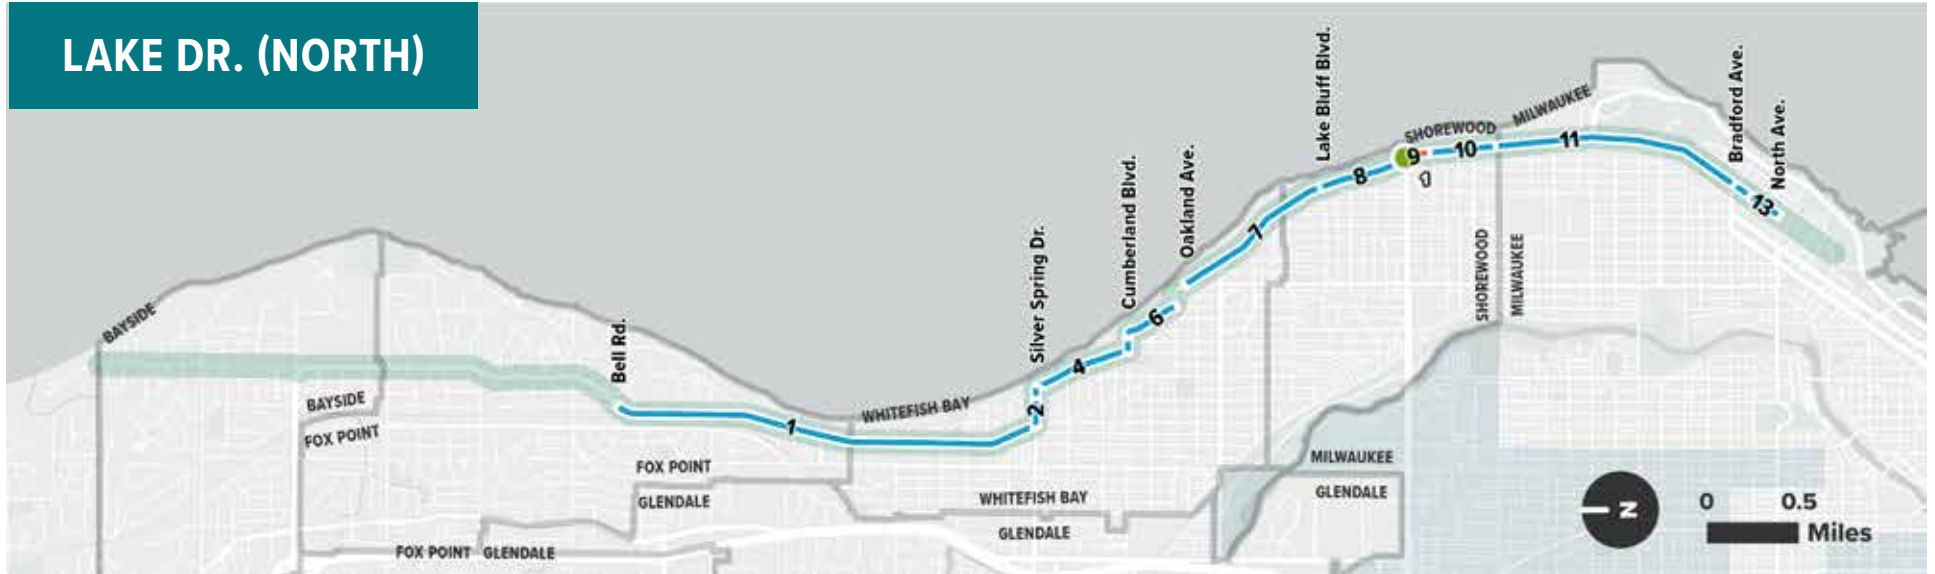 LAKE DR. (NORTH)
Lake Bluff Blvd.
Bradford Ave.
North Ave.
SHOREWOOD
MILWAUKEE
9
10
11
8
13
Cumberland Blvd.
Oakland Ave.
7
Silver Spring Dr.
SHOREWOOD
MILWAUKEE
BAYSIDE
Bell Rd.
6
4
2
BAYSIDE
FOX POINT
WHITEFISH BAY
1
FOX POINT
GLENDALE
WHITEFISH BAY
GLENDALE
MILWAUKEE
GLENDALE
FOX POINT GLENDALE
N
0 0.5
Miles